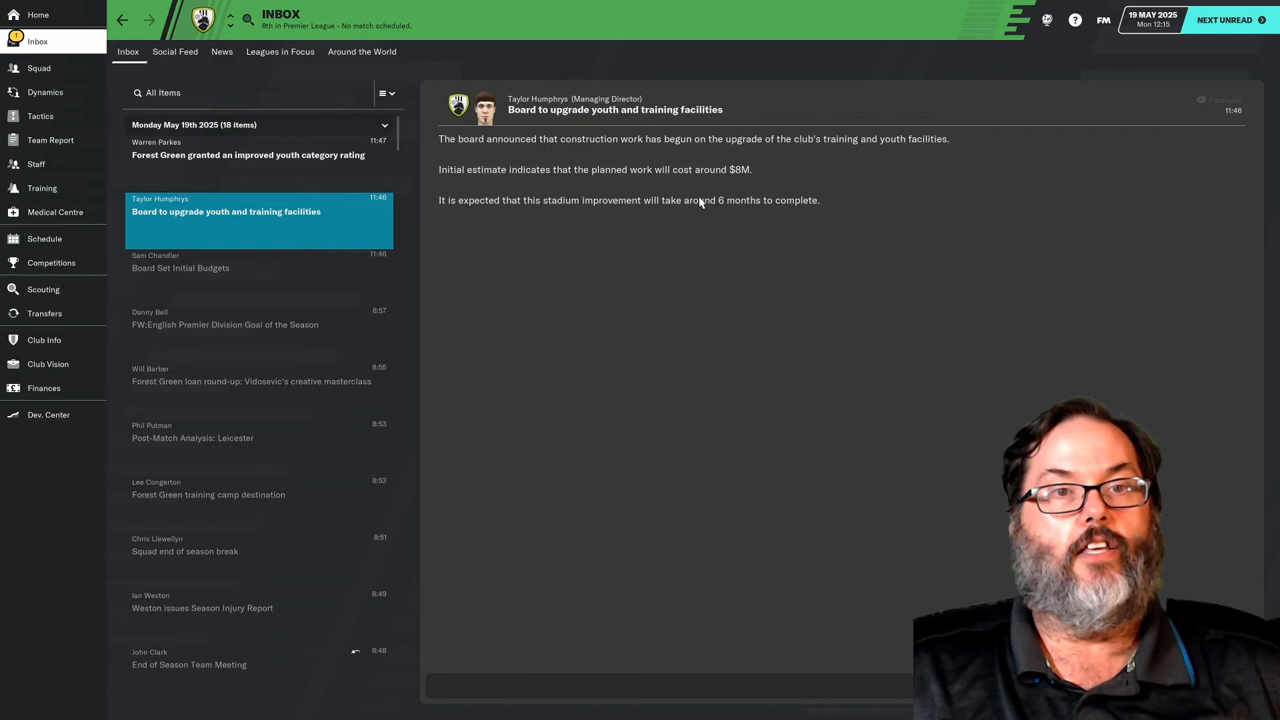 Home
INBOX
8th in Premier League - No match scheduled.
FM
19 MAY 2025
Mon 12:15
NEXT UNREAD
1
Inbox
Squad
Dynamics
Tactics
Team Report
Staff
Training
Medical Centre
Schedule
Competitions
Scouting
Transfers
Club Info
Club Vision
Finances
Dev. Center
Inbox
Social Feed
News
Leagues in Focus
Around the World
All Items
Monday May 19th 2025 (18 items)
Warren Parkes
11:47
Forest Green granted an improved youth category rating
Taylor Humphrys
11:46
Board to upgrade youth and training facilities
Sam Chandler
11:46
Board Set Initial Budgets
Danny Bell
8:57
FW:English Premier Division Goal of the Season
Will Barber
8:55
Forest Green loan round-up: Vidosevic's creative masterclass
Phil Putman
8:53
Post-Match Analysis: Leicester
Lee Congerton
8:53
Forest Green training camp destination
Chris Llewellyn
8:51
Squad end of season break
Ian Weston
8:49
Weston issues Season Injury Report
John Clark
8:48
End of Season Team Meeting
Taylor Humphrys (Managing Director)
Board to upgrade youth and training facilities
Finances
11:46
The board announced that construction work has begun on the upgrade of the club's training and youth facilities.
Initial estimate indicates that the planned work will cost around $8M.
It is expected that this stadium improvement will take around 6 months to complete.